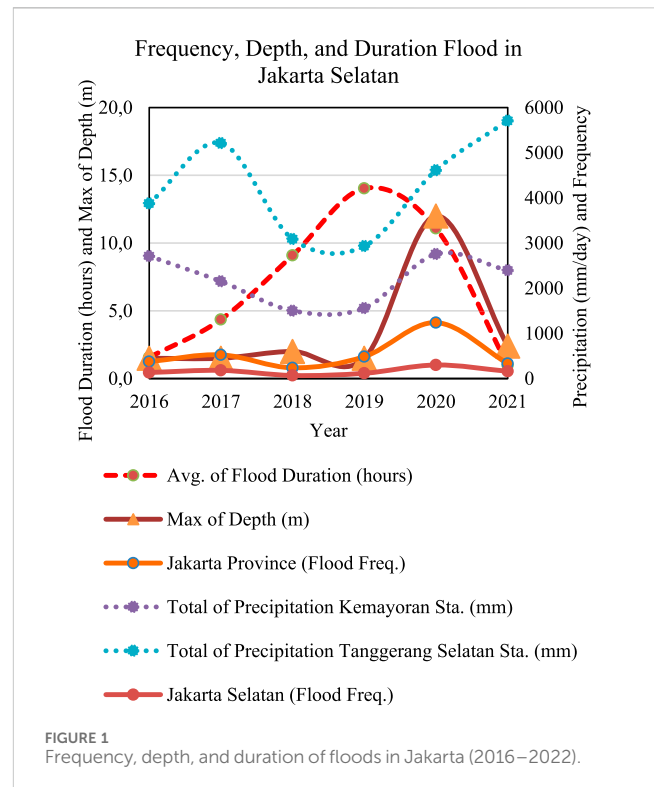 Frequency, Depth, and Duration Flood in
Jakarta Selatan
Flood Duration (hours) and Max of Depth (m)
20,0
15,0
10,0
5,0
0,0
6000
5000
4000
3000
2000
1000
0
Precipitation (mm/day) and Frequency
2016 2017 2018 2019 2020 2021
Year
Avg. of Flood Duration (hours)
Max of Depth (m)
Jakarta Province (Flood Freq.)
Total of Precipitation Kemayoran Sta. (mm)
Total of Precipitation Tanggerang Selatan Sta. (mm)
Jakarta Selatan (Flood Freq.)
FIGURE 1
Frequency, depth, and duration of floods in Jakarta (2016–2022).